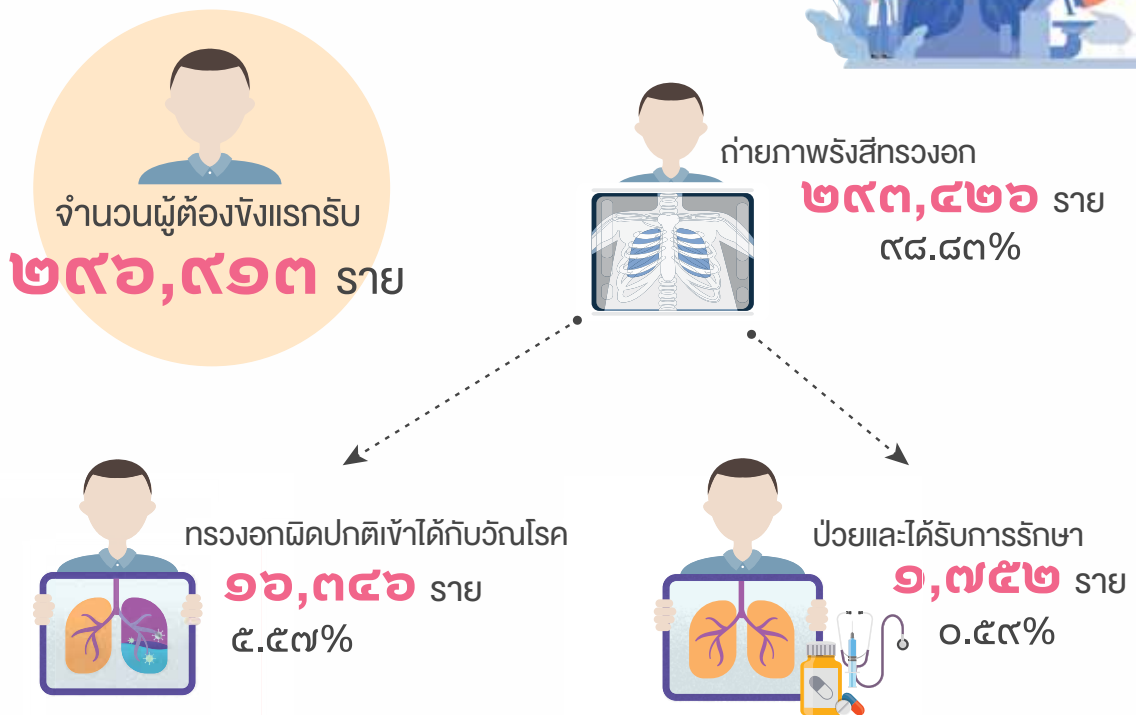 จำนวนผู้ต้องขังแรกรับ
๒๙๖,๙๑๓ ราย
ถ่ายภาพรังสีทรวงอก
๒๙๓,๔๒๖ ราย
๙๘.๘๓%
ทรวงอกผิดปกติเข้าได้กับวัณโรค
๑๖,๓๔๖ ราย
๕.๕๗%
ป่วยและได้รับการรักษา
๑,๗๕๒ ราย
๐.๕๙%